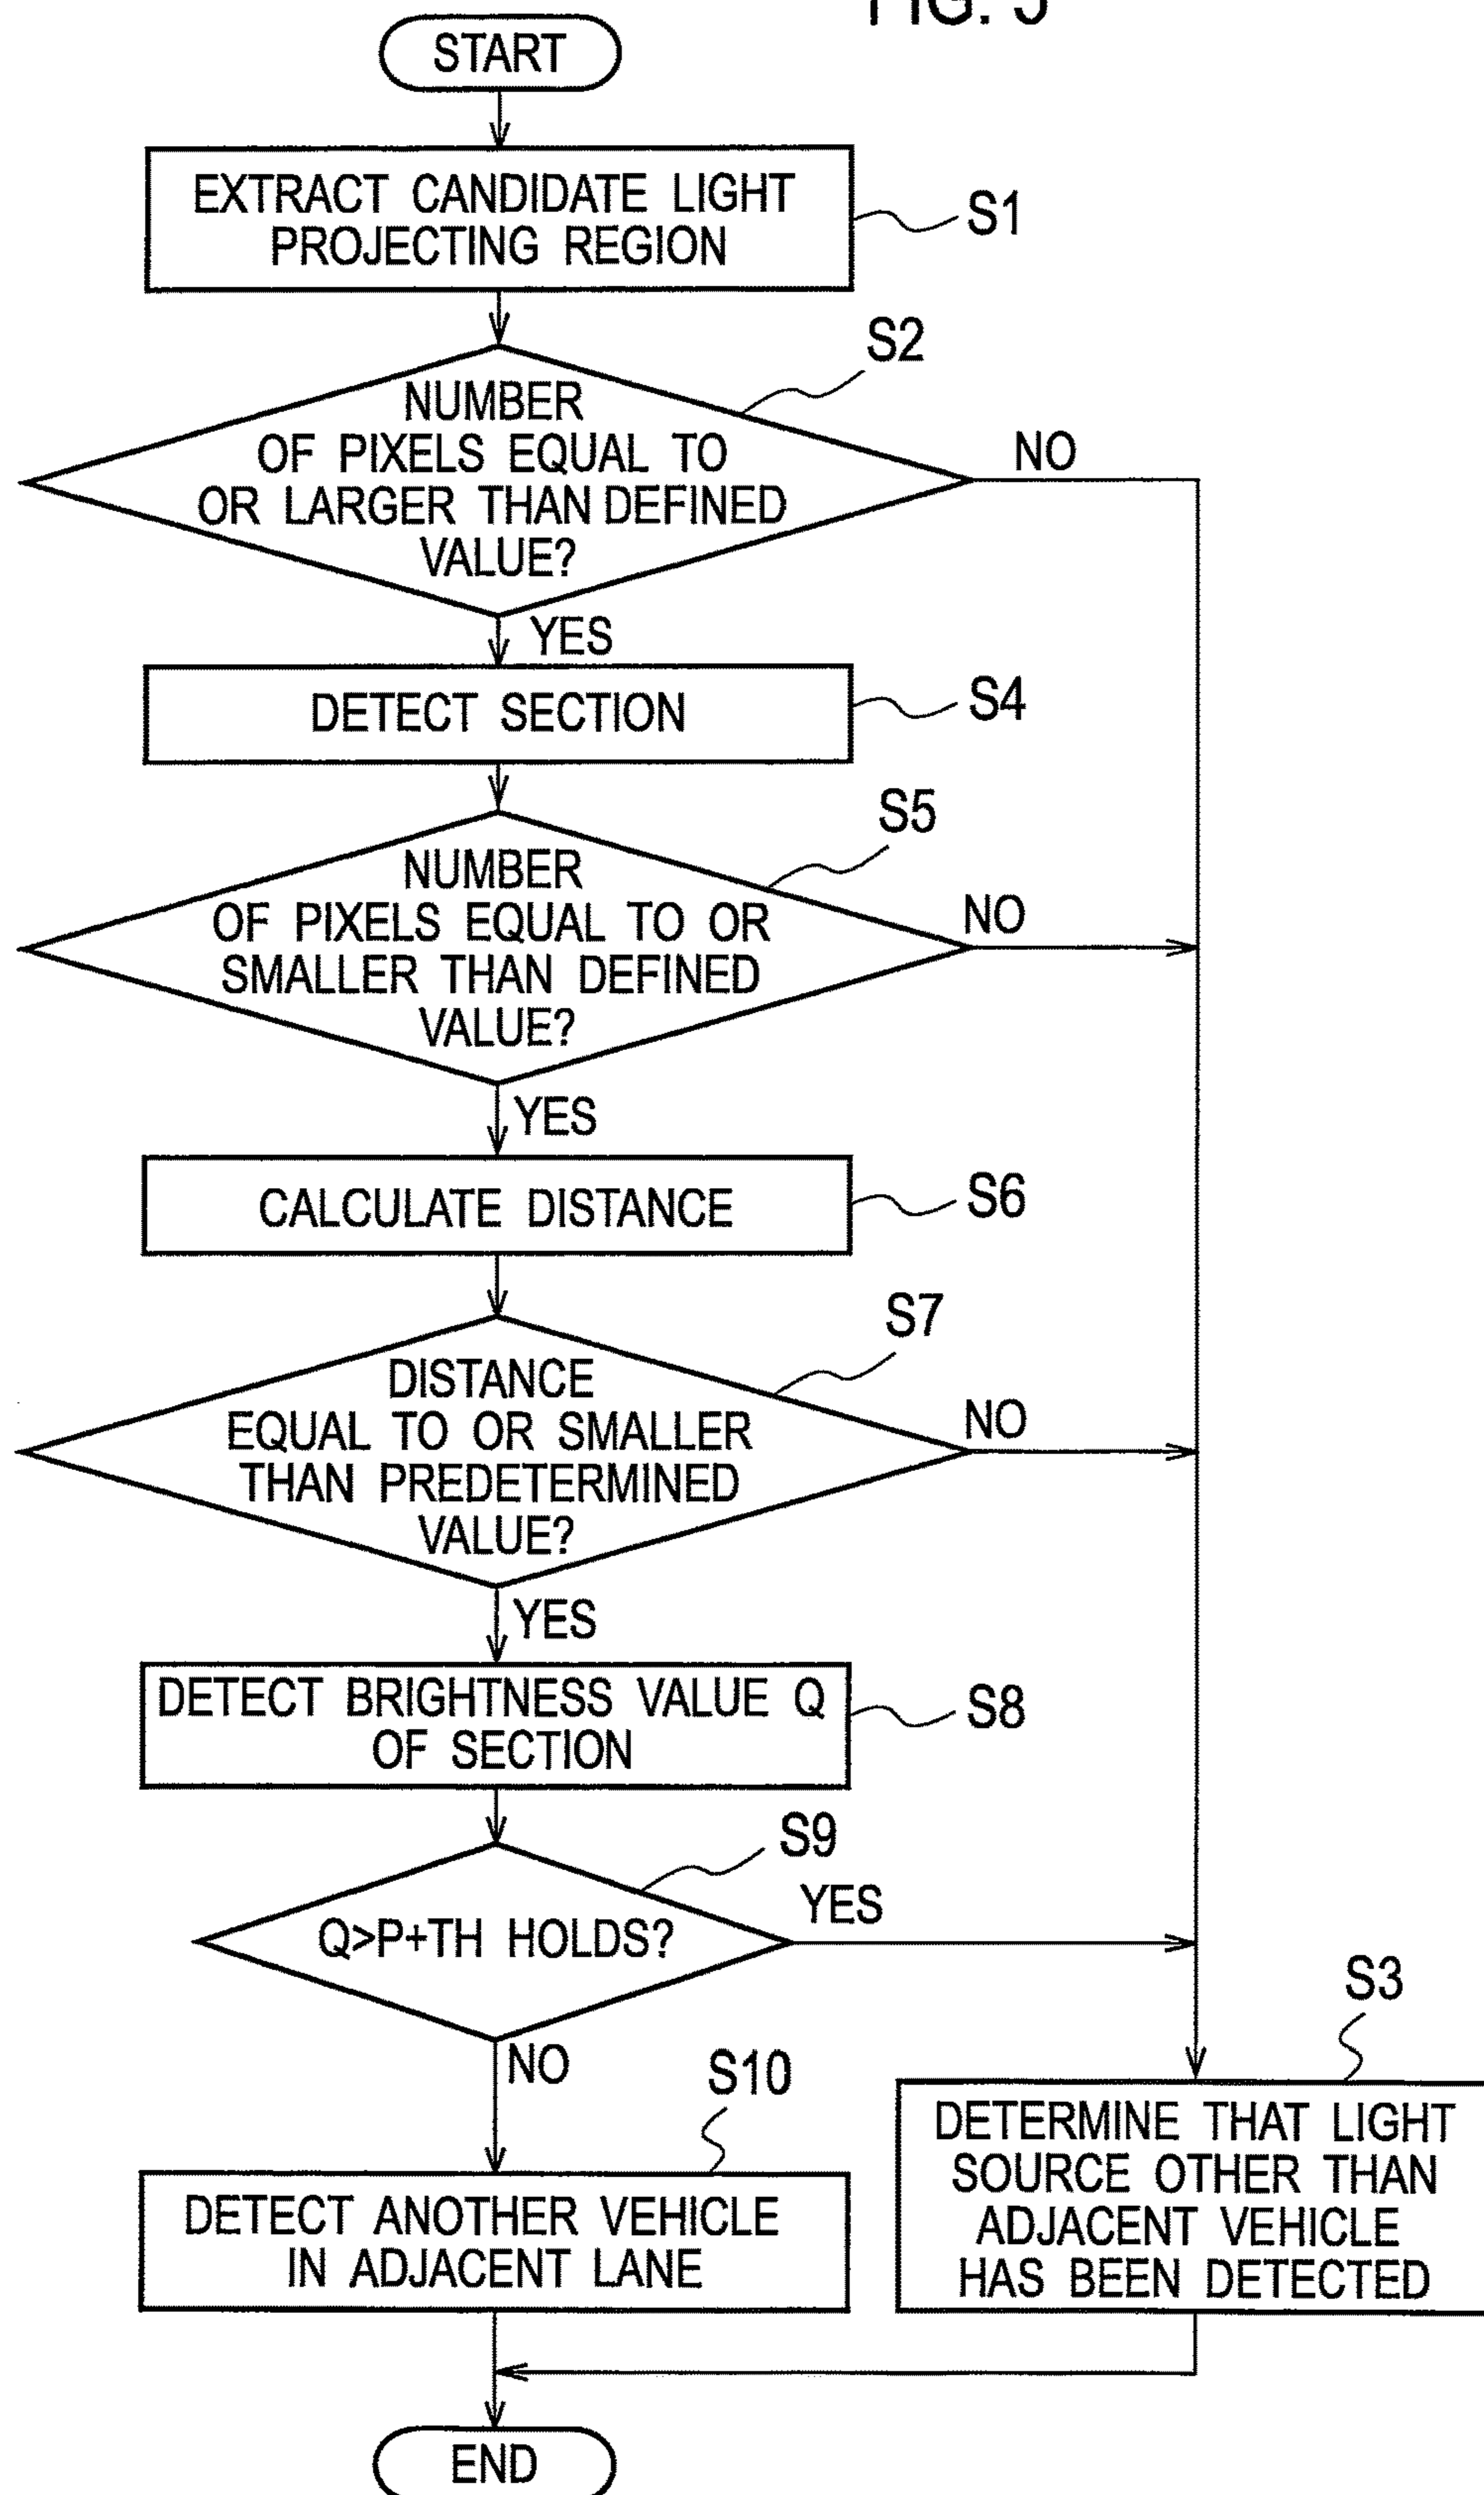 FIG. 5
START
EXTRACT CANDIDATE LIGHT
PROJECTING REGION
S1
S2
NUMBER
OF PIXELS EQUAL TO
OR LARGER THAN DEFINED
VALUE?
NO
YES
DETECT SECTION
S4
S5
NUMBER
OF PIXELS EQUAL TO OR
SMALLER THAN DEFINED
VALUE?
NO
YES
CALCULATE DISTANCE
S6
S7
DISTANCE
EQUAL TO OR SMALLER
THAN PREDETERMINED
VALUE?
NO
YES
DETECT BRIGHTNESS VALUE Q
OF SECTION
S8
S9
Q>P+TH HOLDS?
YES
NO
S10
DETECT ANOTHER VEHICLE
IN ADJACENT LANE
S3
DETERMINE THAT LIGHT
SOURCE OTHER THAN
ADJACENT VEHICLE
HAS BEEN DETECTED
END